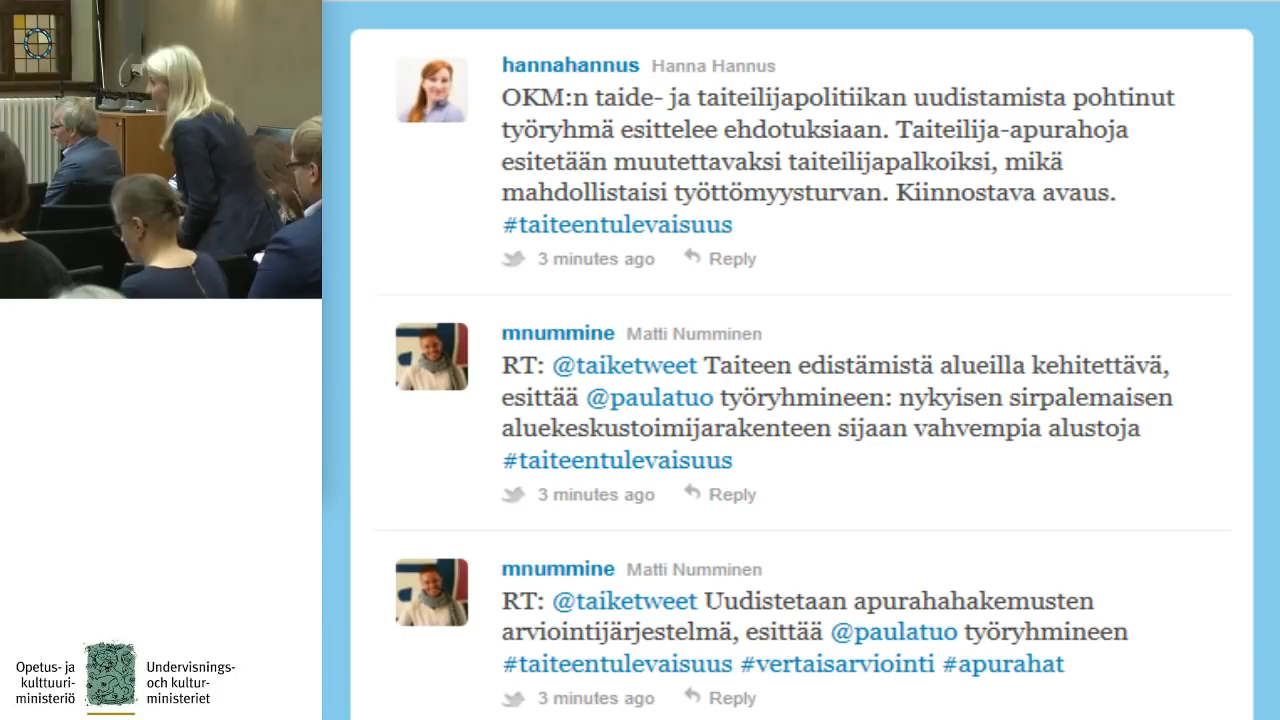 hannahannus Hanna Hannus
OKM:n taide- ja taiteilijapolitiikan uudistamista pohtinut
työryhmä esittelee ehdotuksiaan. Taiteilija-apurahoja
esitetään muutettavaksi taiteilijapalkoiksi, mikä
mahdollistaisi työttömyysturvan. Kiinnostava avaus.
#taiteentulevaisuus
3 minutes ago Reply
mnummine Matti Numminen
RT: @taiketweet Taiteen edistämistä alueilla kehitettävä,
esittää @paulatuo työryhmineen: nykyisen sirpalemaisen
aluekeskustoimijarakenteen sijaan vahvempia alustoja
#taiteentulevaisuus
3 minutes ago Reply
mnummine Matti Numminen
RT: @taiketweet Uudistetaan apurahahakemusten
arviointijärjestelmä, esittää @paulatuo työryhmineen
#taiteentulevaisuus #vertaisarviointi #apurahat
3 minutes ago Reply
Opetus- ja
kulttuuri-
ministeriö
Undervisnings-
och kultur-
ministeriet